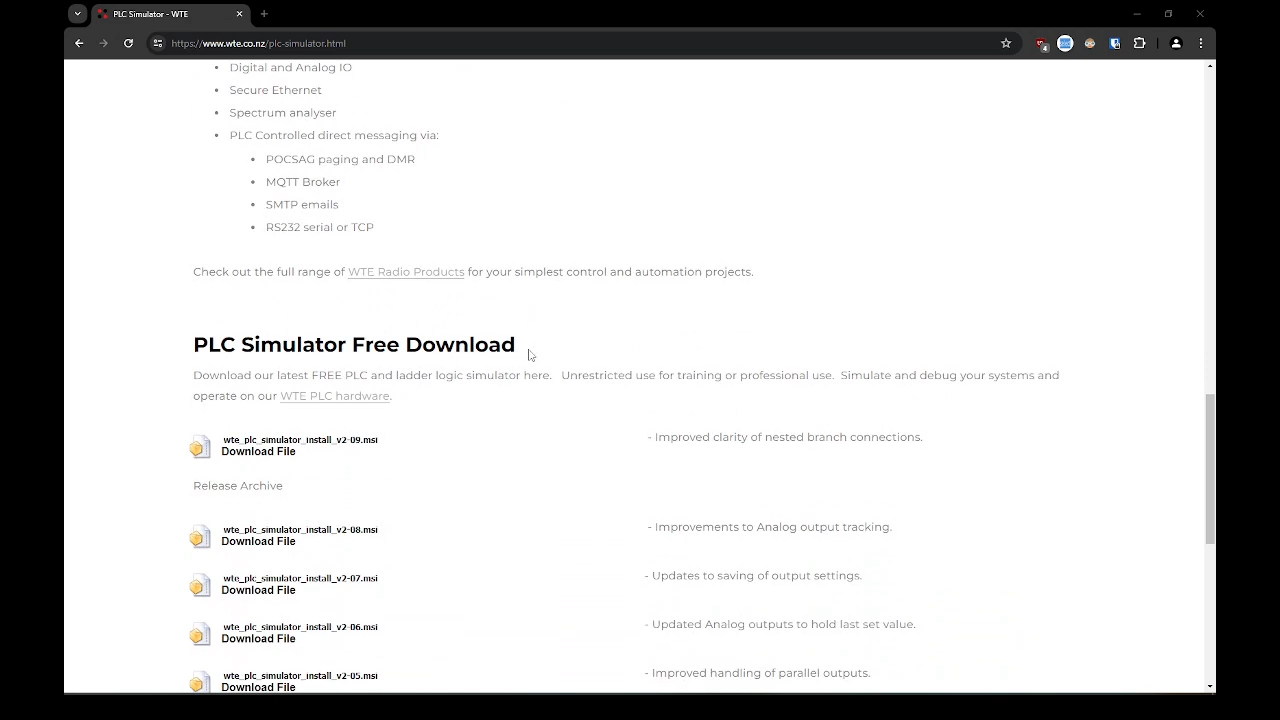 PLC Simulator - WTE
https://www.wte.co.nz/plc-simulator.html
Digital and Analog IO
Secure Ethernet
Spectrum analyser
PLC Controlled direct messaging via:
POCSAG paging and DMR
MQTT Broker
SMTP emails
RS232 serial or TCP
Check out the full range of WTE Radio Products for your simplest control and automation projects.
PLC Simulator Free Download
Download our latest FREE PLC and ladder logic simulator here. Unrestricted use for training or professional use. Simulate and debug your systems and
operate on our WTE PLC hardware.
wte_plc_simulator_install_v2-09.msi
Download File
- Improved clarity of nested branch connections.
Release Archive
wte_plc_simulator_install_v2-08.msi
Download File
- Improvements to Analog output tracking.
wte_plc_simulator_install_v2-07.msi
Download File
- Updates to saving of output settings.
wte_plc_simulator_install_v2-06.msi
Download File
- Updated Analog outputs to hold last set value.
wte_plc_simulator_install_v2-05.msi
Download File
- Improved handling of parallel outputs.